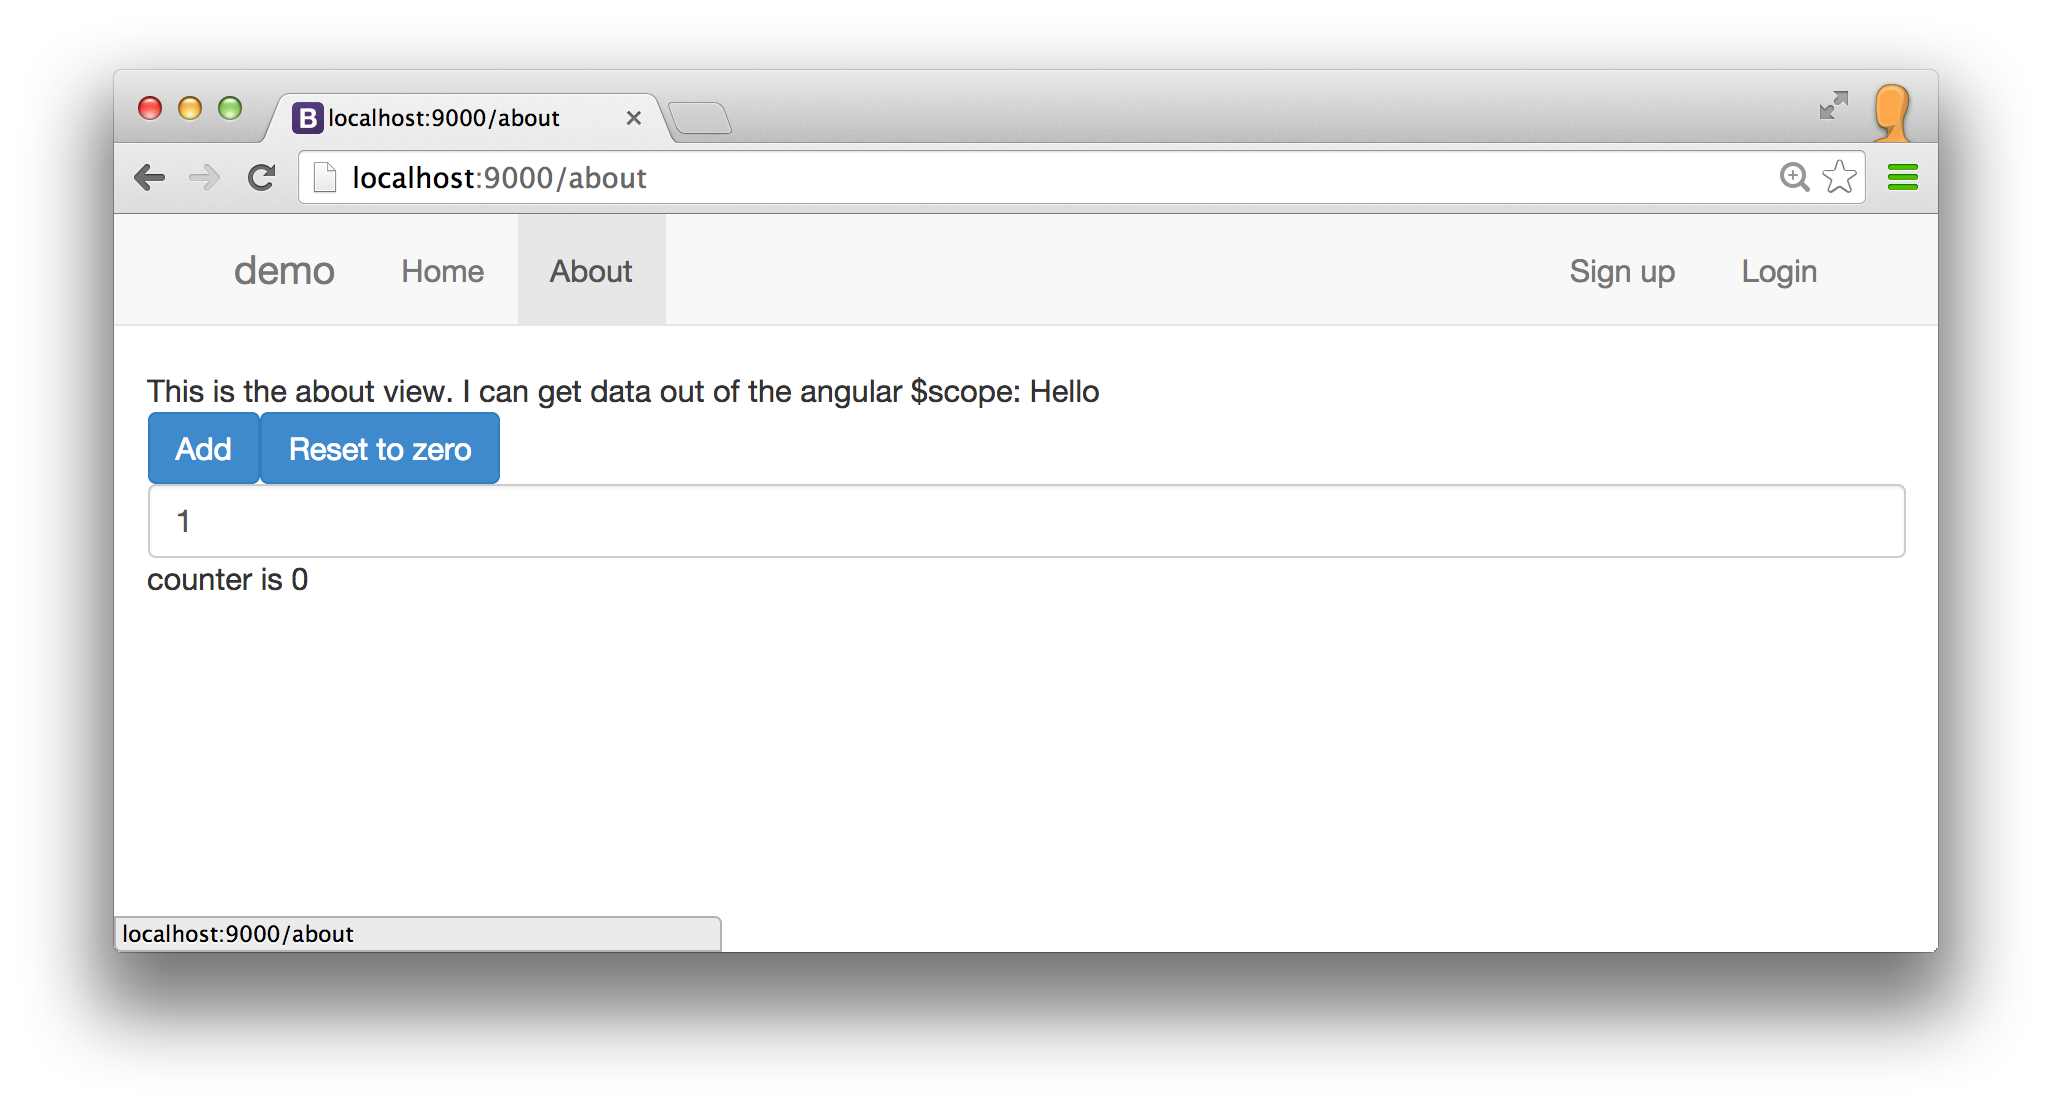 B localhost:9000/about
localhost:9000/about
demo Home About Sign up Login
This is the about view. I can get data out of the angular $scope: Hello
Add Reset to zero
1
counter is 0
localhost:9000/about